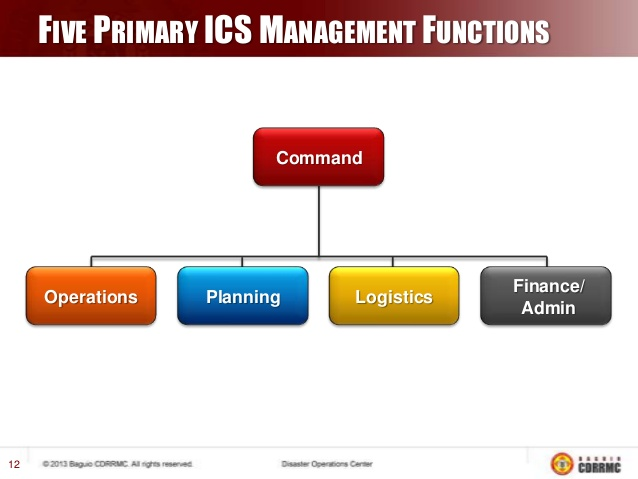 FIVE PRIMARY ICS MANAGEMENT FUNCTIONS
Command
Operations
Planning
Logistics
Finance/
Admin
12
© 2013 Baguio CDRRMC. All rights reserved.
Disaster Operations Center
BAGUIO
CDRRMC